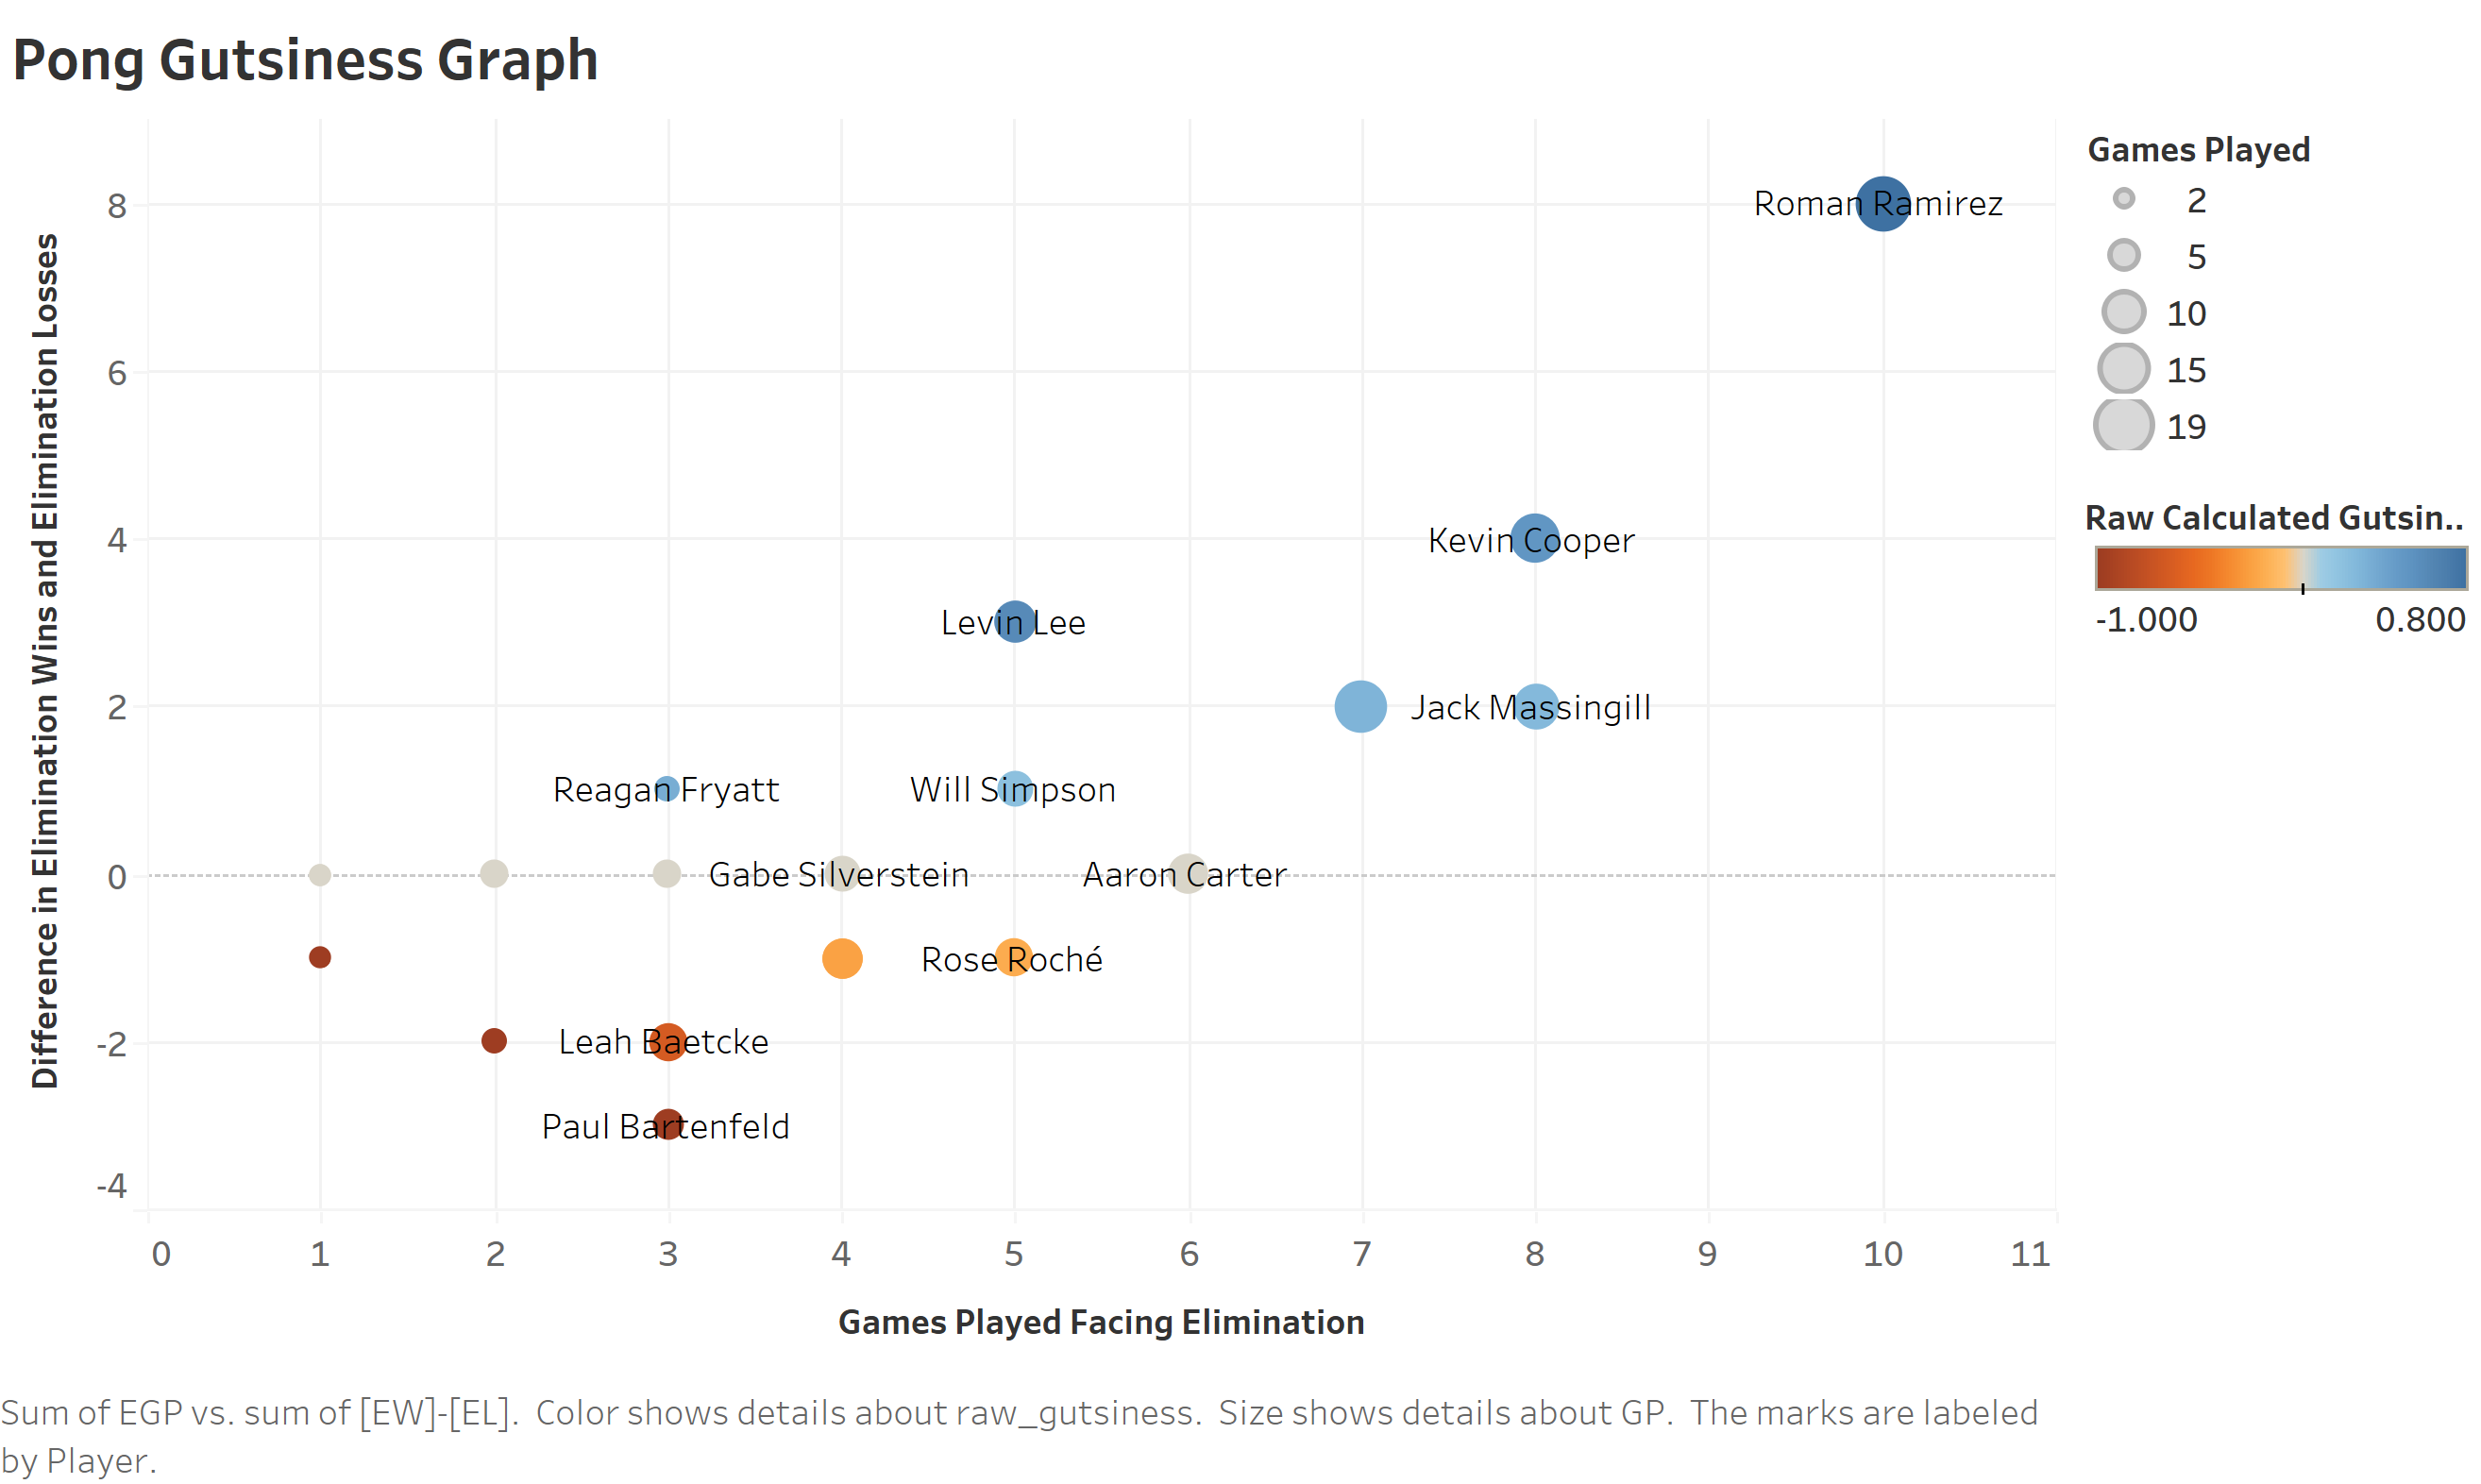 Pong Gutsiness Graph
Difference in Elimination Wins and Elimination Losses
8
6
4
2
0
-2
-4
Roman Ramirez
Kevin Cooper
Levin Lee
Jack Massingill
Reagan Fryatt
Will Simpson
Gabe Silverstein
Aaron Carter
Rose Roché
Leah Baetcke
Paul Bartenfeld
0 1 2 3 4 5 6 7 8 9 10 11
Games Played Facing Elimination
Games Played
2
5
10
15
19
Raw Calculated Gutsin..
-1.000 0.800
Sum of EGP vs. sum of [EW]-[EL].  Color shows details about raw_gutsiness.  Size shows details about GP.  The marks are labeled
by Player.